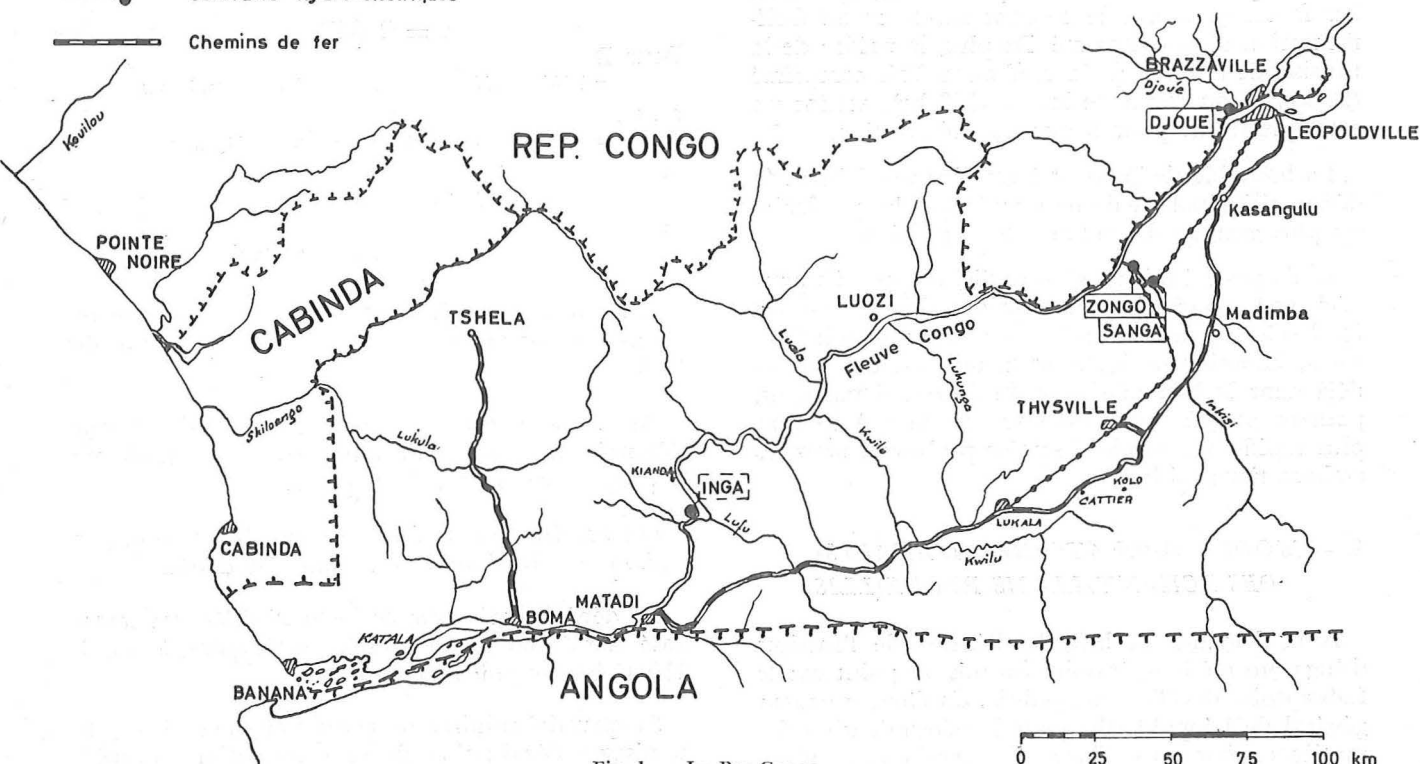 Chemins de fer
BRAZZAVILLE
Djoué
DJOUE
LEOPOLDVILLE
Kouilou
REP. CONGO
Kasangulu
POINTE
NOIRE
CABINDA
TSHELA
LUOZI
ZONGO
SANGA
Madimba
Luala
Fleuve Congo
Lukunga
THYSVILLE
Inkisi
Shiloango
Lukula
Kwilu
KIANDA
INGA
KOLO
CATTIER
LUKALA
Lufu
Kwilu
CABINDA
MATADI
BOMA
KATALA
BANANA
ANGOLA
0 25 50 75 100 km